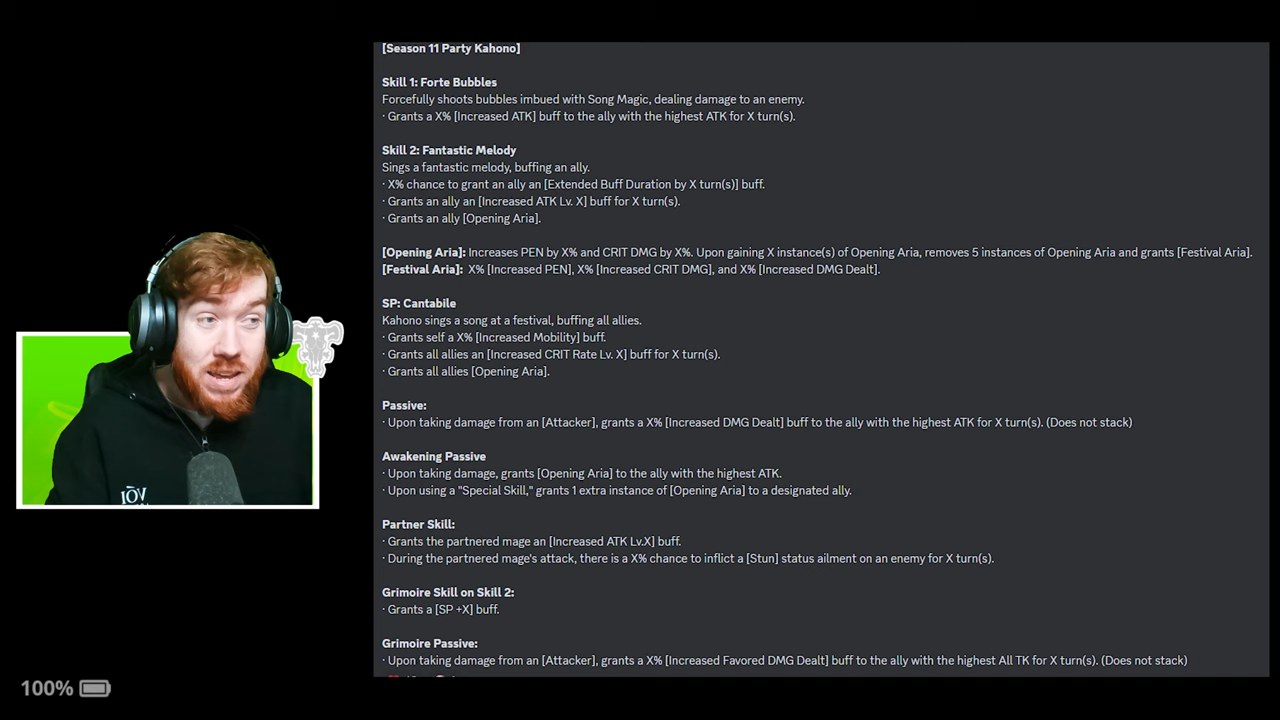 [Season 11 Party Kahono]
Skill 1: Forte Bubbles
Forcefully shoots bubbles imbued with Song Magic, dealing damage to an enemy.
· Grants a X% [Increased ATK] buff to the ally with the highest ATK for X turn(s).
Skill 2: Fantastic Melody
Sings a fantastic melody, buffing an ally.
· X% chance to grant an ally an [Extended Buff Duration by X turn(s)] buff.
· Grants an ally an [Increased ATK Lv. X] buff for X turn(s).
· Grants an ally [Opening Aria].
[Opening Aria]: Increases PEN by X% and CRIT DMG by X%. Upon gaining X instance(s) of Opening Aria, removes 5 instances of Opening Aria and grants [Festival Aria].
[Festival Aria]: X% [Increased PEN], X% [Increased CRIT DMG], and X% [Increased DMG Dealt].
SP: Cantabile
Kahono sings a song at a festival, buffing all allies.
· Grants self a X% [Increased Mobility] buff.
· Grants all allies an [Increased CRIT Rate Lv. X] buff for X turn(s).
· Grants all allies [Opening Aria].
Passive:
· Upon taking damage from an [Attacker], grants a X% [Increased DMG Dealt] buff to the ally with the highest ATK for X turn(s). (Does not stack)
Awakening Passive
· Upon taking damage, grants [Opening Aria] to the ally with the highest ATK.
· Upon using a "Special Skill," grants 1 extra instance of [Opening Aria] to a designated ally.
Partner Skill:
· Grants the partnered mage an [Increased ATK Lv.X] buff.
· During the partnered mage's attack, there is a X% chance to inflict a [Stun] status ailment on an enemy for X turn(s).
Grimoire Skill on Skill 2:
· Grants a [SP +X] buff.
Grimoire Passive:
· Upon taking damage from an [Attacker], grants a X% [Increased Favored DMG Dealt] buff to the ally with the highest All TK for X turn(s). (Does not stack)
100%